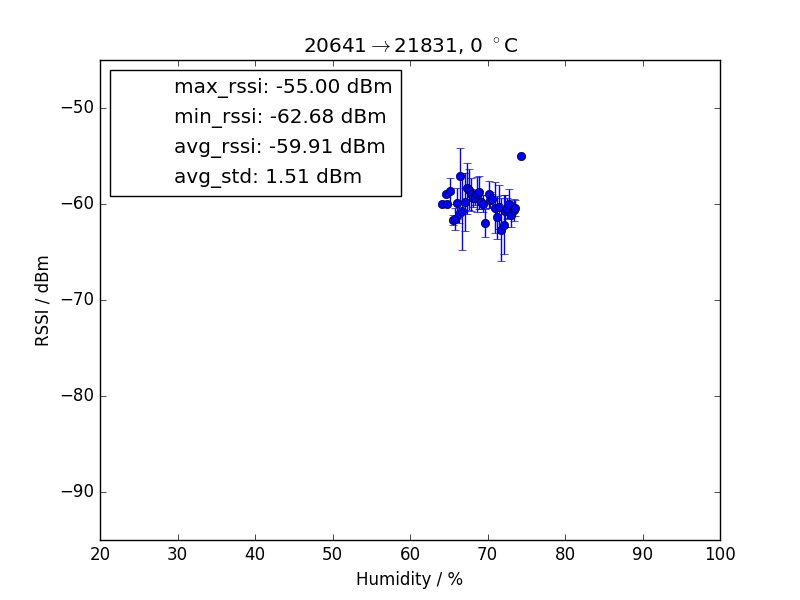 20641→21831, 0 °C
max_rssi: -55.00 dBm
min_rssi: -62.68 dBm
avg_rssi: -59.91 dBm
avg_std: 1.51 dBm
−50
−60
−70
−80
−90
RSSI / dBm
20 30 40 50 60 70 80 90 100
Humidity / %